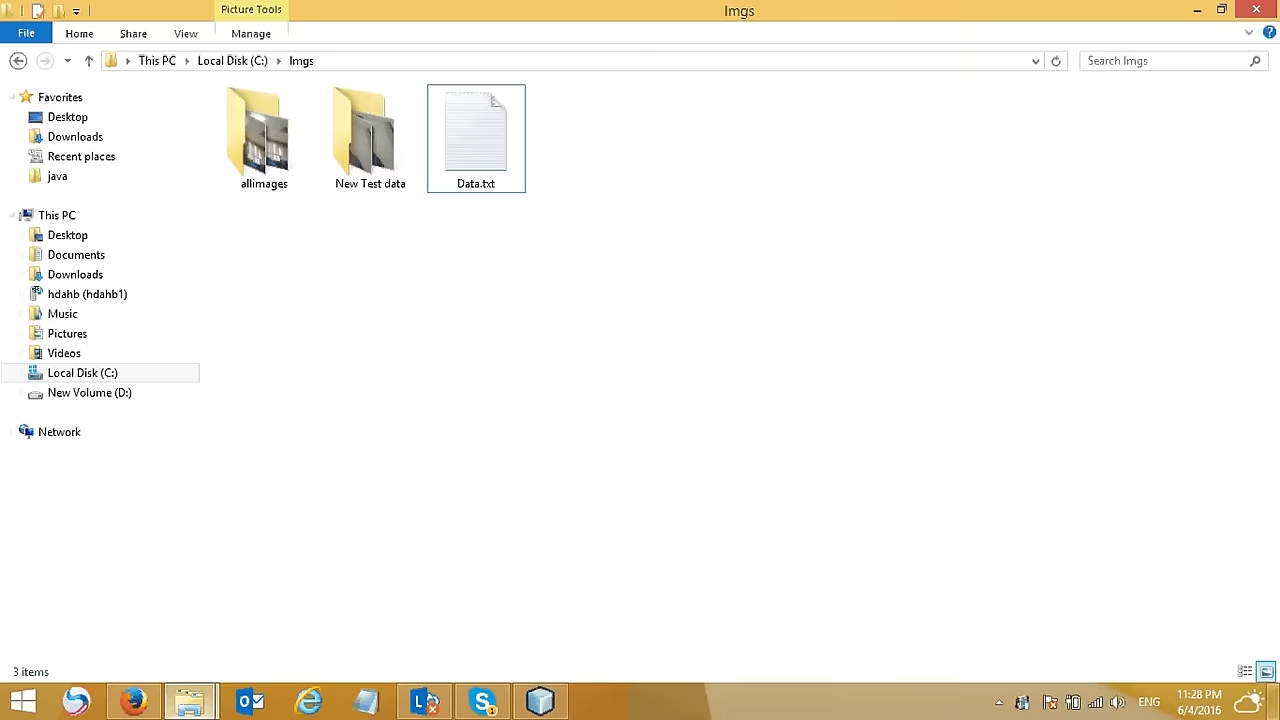 Picture Tools
Imgs
File
Home
Share
View
Manage
This PC
Local Disk (C:)
Imgs
Search Imgs
Favorites
Desktop
Downloads
Recent places
java
This PC
Desktop
Documents
Downloads
hdahb (hdahb1)
Music
Pictures
Videos
Local Disk (C:)
New Volume (D:)
Network
allimages
New Test data
Data.txt
3 items
ENG
11:28 PM
6/4/2016